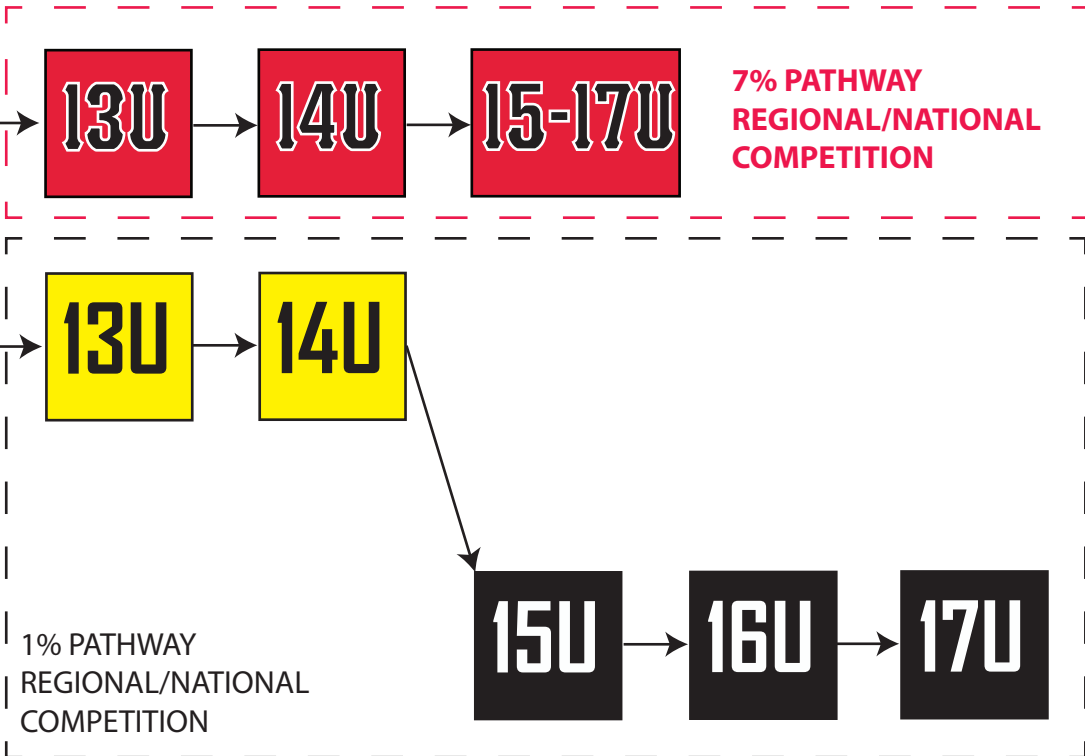 13U
14U
15-17U
7% PATHWAY
REGIONAL/NATIONAL
COMPETITION
13U
14U
15U
16U
17U
1% PATHWAY
REGIONAL/NATIONAL
COMPETITION